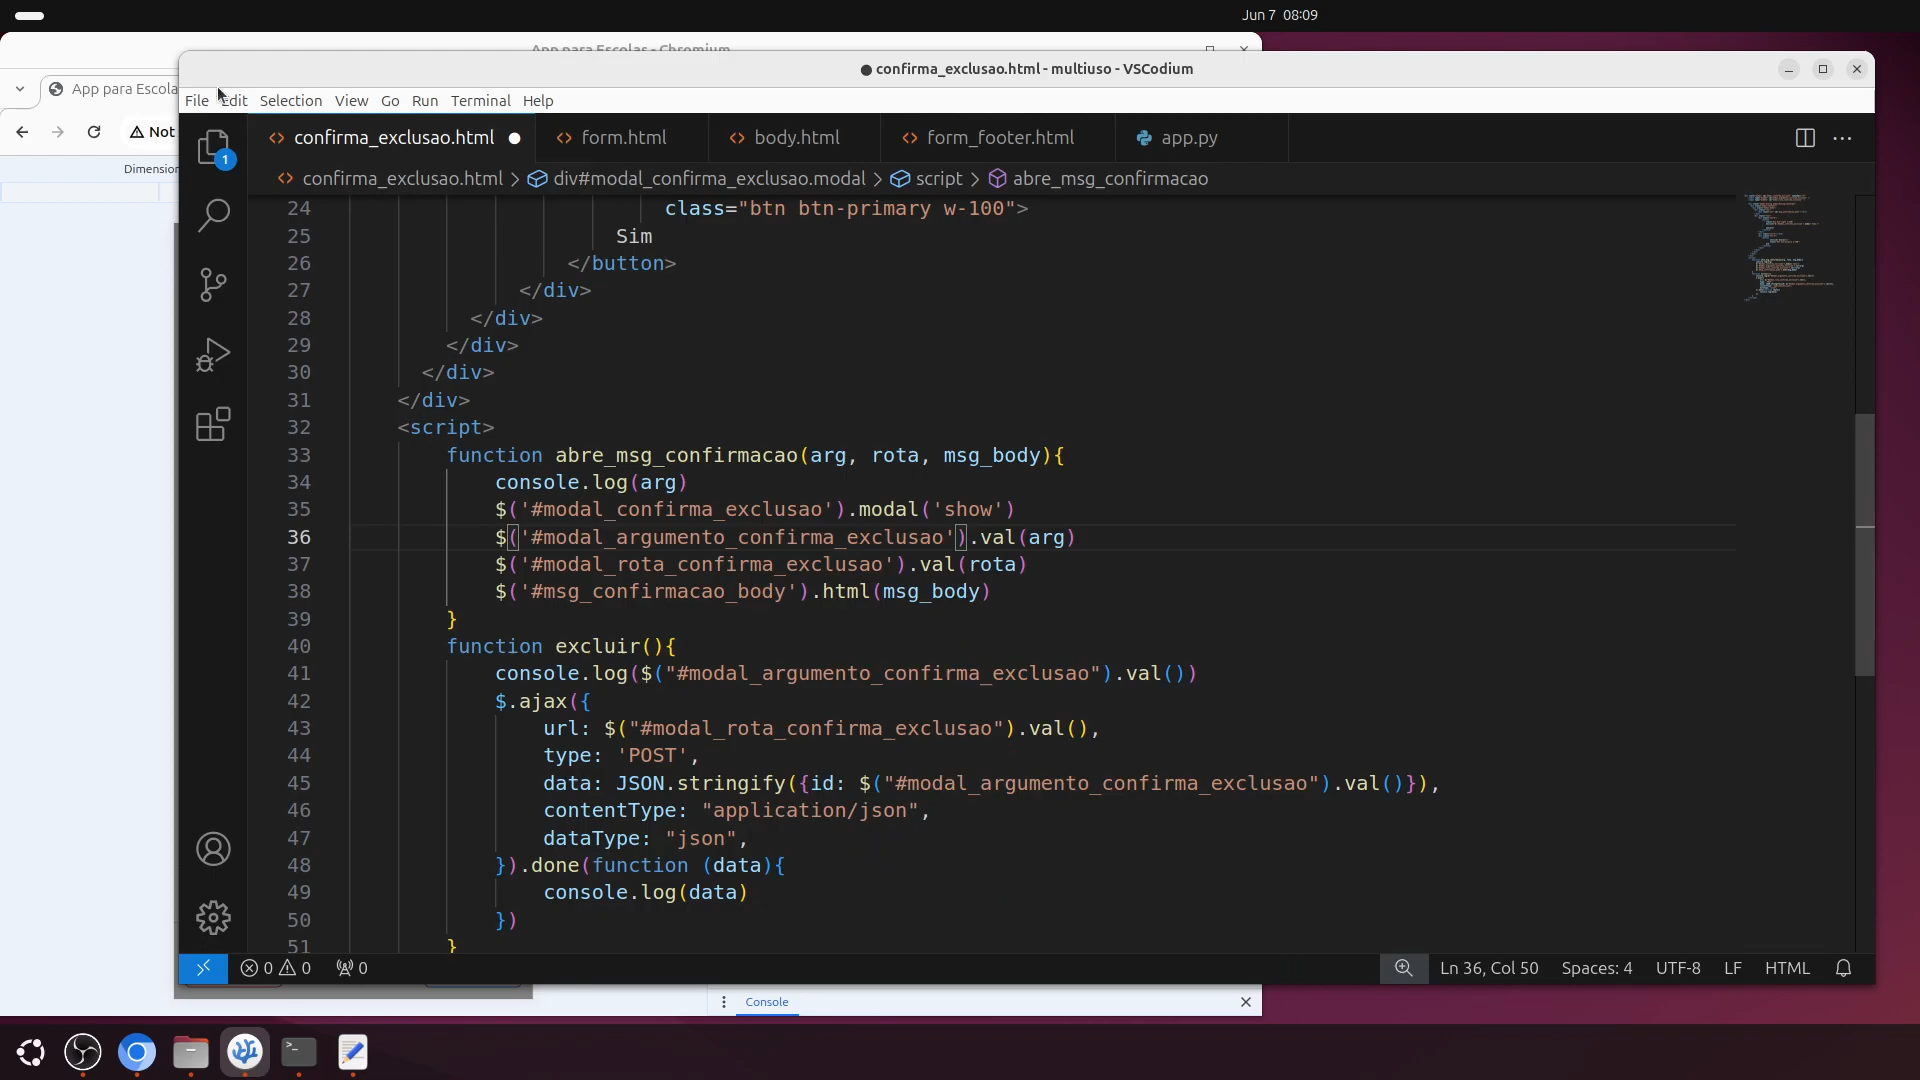 Jun 7 08:09
App para Escolas - Chromium
confirma_exclusao.html - multiuso - VSCodium
App para Escola
Not
Dimension
File Edit Selection View Go Run Terminal Help
1
confirma_exclusao.html
form.html
body.html
form_footer.html
app.py
confirma_exclusao.html > div#modal_confirma_exclusao.modal > script > abre_msg_confirmacao
24 class="btn btn-primary w-100">
25 Sim
26 </button>
27 </div>
28 </div>
29 </div>
30 </div>
31 </div>
32 <script>
33 function abre_msg_confirmacao(arg, rota, msg_body){
34 console.log(arg)
35 $('#modal_confirma_exclusao').modal('show')
36 $('#modal_argumento_confirma_exclusao').val(arg)
37 $('#modal_rota_confirma_exclusao').val(rota)
38 $('#msg_confirmacao_body').html(msg_body)
39 }
40 function excluir(){
41 console.log($("#modal_argumento_confirma_exclusao").val())
42 $.ajax({
43 url: $("#modal_rota_confirma_exclusao").val(),
44 type: 'POST',
45 data: JSON.stringify({id: $("#modal_argumento_confirma_exclusao").val()}),
46 contentType: "application/json",
47 dataType: "json",
48 }).done(function (data){
49 console.log(data)
50 })
51 }
0 0 0
Ln 36, Col 50 Spaces: 4 UTF-8 LF HTML
Console